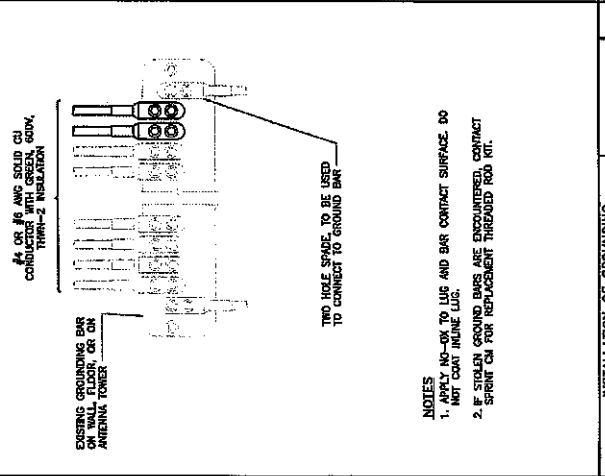 #4 OR #6 AWG SOLID CU
CONDUCTOR WITH GREEN, 600V,
THWN-2 INSULATION
EXISTING GROUNDING BAR
ON WALL, FLOOR, OR ON
ANTENNA TOWER
TWO HOLE SPADE, TO BE USED
TO CONNECT TO GROUND BAR
NOTES
1. APPLY NO-OX TO LUG AND BAR CONTACT SURFACE. DO
NOT COAT INLINE LUG.
2. IF STOLEN GROUND BARS ARE ENCOUNTERED, CONTACT
SPRINT CM FOR REPLACEMENT THREADED ROD KIT.